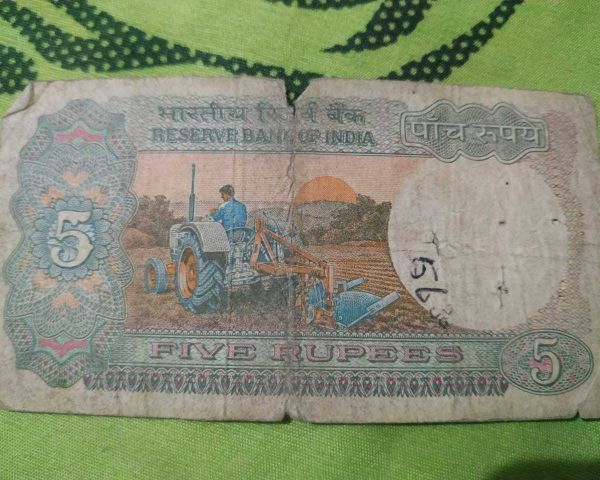 भारतीय रिज़र्व बैंक
RESERVE BANK OF INDIA
पाँच रुपये
5
FIVE RUPEES
5